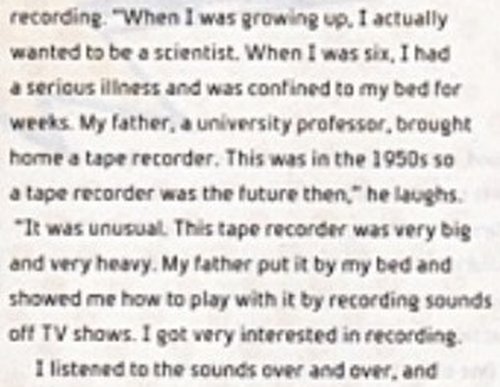 recording. "When I was growing up, I actually
wanted to be a scientist. When I was six, I had
a serious illness and was confined to my bed for
weeks. My father, a university professor, brought
home a tape recorder. This was in the 1950s so
a tape recorder was the future then," he laughs.
"It was unusual. This tape recorder was very big
and very heavy. My father put it by my bed and
showed me how to play with it by recording sounds
off TV shows. I got very interested in recording.
I listened to the sounds over and over, and